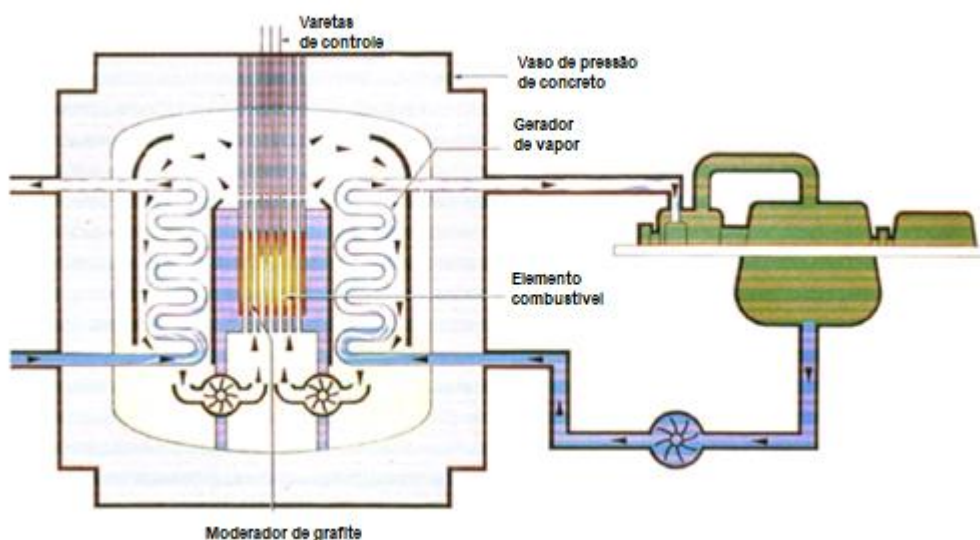 Varetas
de controle
Vaso de pressão
de concreto
Gerador
de vapor
Elemento
combustível
Moderador de grafite